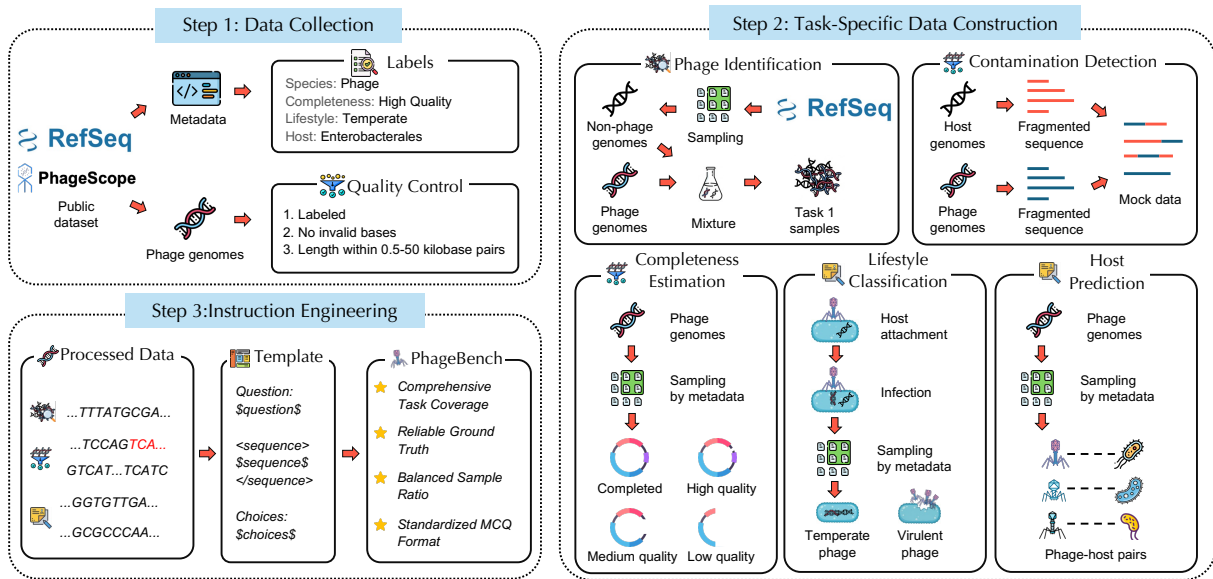 Step 1: Data Collection
Labels
Species: Phage
Completeness: High Quality
Lifestyle: Temperate
Host: Enterobacterales
Metadata
RefSeq
PhageScope
Public
dataset
Phage genomes
Quality Control
1. Labeled
2. No invalid bases
3. Length within 0.5-50 kilobase pairs
Step 2: Task-Specific Data Construction
Phage Identification
Non-phage
genomes
Sampling
RefSeq
Phage
genomes
Mixture
Task 1
samples
Contamination Detection
Host
genomes
Fragmented
sequence
Phage
genomes
Fragmented
sequence
Mock data
Completeness
Estimation
Phage
genomes
Sampling
by metadata
Completed
High quality
Medium quality
Low quality
Lifestyle
Classification
Host
attachment
Infection
Sampling
by metadata
Temperate
phage
Virulent
phage
Host
Prediction
Phage
genomes
Sampling
by metadata
Phage-host pairs
Step 3:Instruction Engineering
Processed Data
...TTTATGCGA...
...TCCAGTCA...
GTCAT...TCATC
...GGTGTTGA...
...GCGCCCAA...
Template
Question:
$question$
<sequence>
$sequence$
</sequence>
Choices:
$choices$
PhageBench
Comprehensive
Task Coverage
Reliable Ground
Truth
Balanced Sample
Ratio
Standardized MCQ
Format